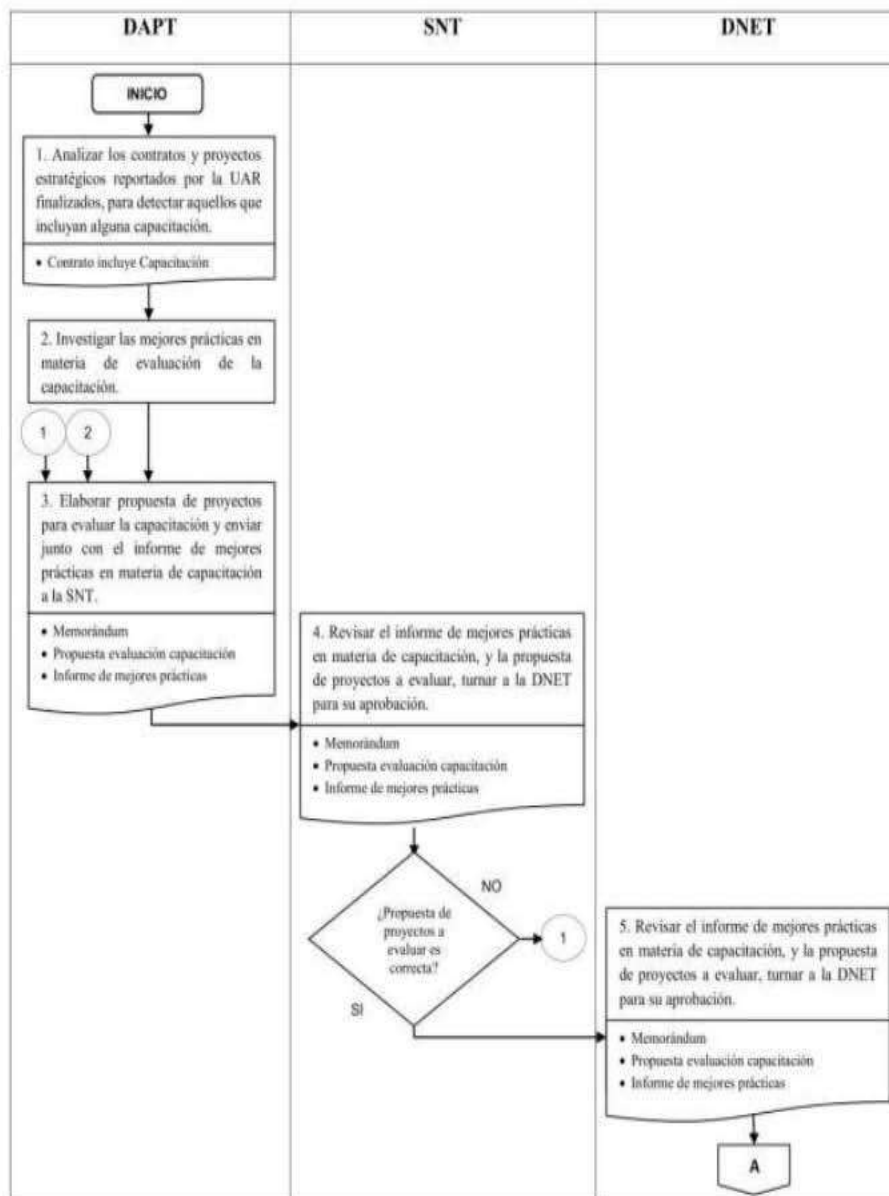 DAPT
SNT
DNET
INICIO
1. Analizar los contratos y proyectos
estratégicos reportados por la UAR
finalizados, para detectar aquellos que
incluyan alguna capacitación.
• Contrato incluye Capacitación
2. Investigar las mejores prácticas en
materia de evaluación de la
capacitación.
1
2
3. Elaborar propuesta de proyectos
para evaluar la capacitación y enviar
junto con el informe de mejores
prácticas en materia de capacitación
a la SNT.
• Memorándum
• Propuesta evaluación capacitación
• Informe de mejores prácticas
4. Revisar el informe de mejores prácticas
en materia de capacitación, y la propuesta
de proyectos a evaluar, turnar a la DNET
para su aprobación.
• Memorándum
• Propuesta evaluación capacitación
• Informe de mejores prácticas
¿Propuesta de
proyectos a
evaluar es
correcta?
NO
1
SI
5. Revisar el informe de mejores prácticas
en materia de capacitación, y la propuesta
de proyectos a evaluar, turnar a la DNET
para su aprobación.
• Memorándum
• Propuesta evaluación capacitación
• Informe de mejores prácticas
A